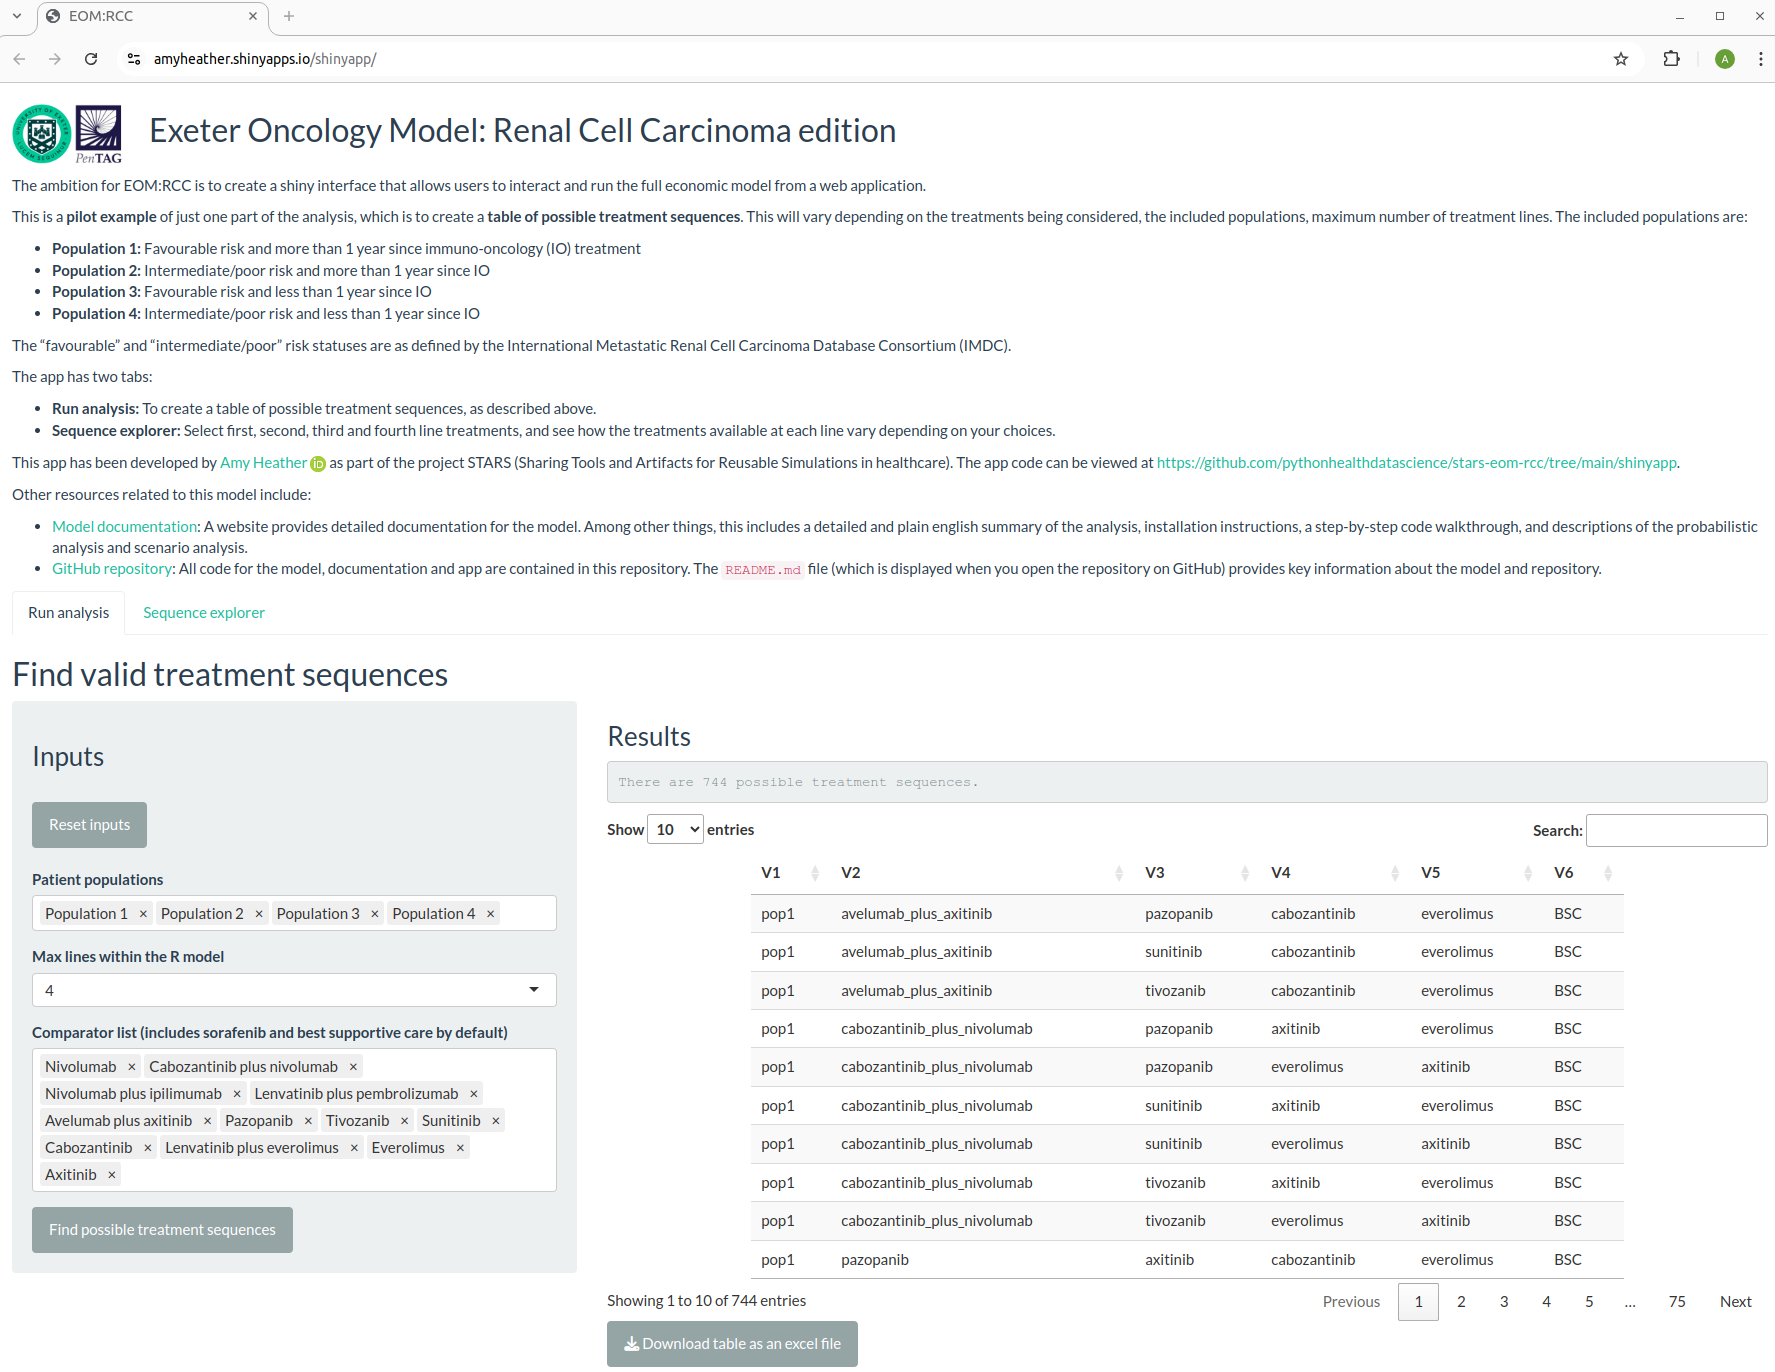 EOM:RCC
amyheather.shinyapps.io/shinyapp/
A
UNIVERSITY OF EXETER
LUCEM SEQUIMUR
PenTAG
Exeter Oncology Model: Renal Cell Carcinoma edition
The ambition for EOM:RCC is to create a shiny interface that allows users to interact and run the full economic model from a web application.
This is a pilot example of just one part of the analysis, which is to create a table of possible treatment sequences. This will vary depending on the treatments being considered, the included populations, maximum number of treatment lines. The included populations are:
• Population 1: Favourable risk and more than 1 year since immuno-oncology (IO) treatment
• Population 2: Intermediate/poor risk and more than 1 year since IO
• Population 3: Favourable risk and less than 1 year since IO
• Population 4: Intermediate/poor risk and less than 1 year since IO
The “favourable” and “intermediate/poor” risk statuses are as defined by the International Metastatic Renal Cell Carcinoma Database Consortium (IMDC).
The app has two tabs:
• Run analysis: To create a table of possible treatment sequences, as described above.
• Sequence explorer: Select first, second, third and fourth line treatments, and see how the treatments available at each line vary depending on your choices.
This app has been developed by Amy Heather iD as part of the project STARS (Sharing Tools and Artifacts for Reusable Simulations in healthcare). The app code can be viewed at https://github.com/pythonhealthdatascience/stars-eom-rcc/tree/main/shinyapp.
Other resources related to this model include:
• Model documentation: A website provides detailed documentation for the model. Among other things, this includes a detailed and plain english summary of the analysis, installation instructions, a step-by-step code walkthrough, and descriptions of the probabilistic
analysis and scenario analysis.
• GitHub repository: All code for the model, documentation and app are contained in this repository. The README.md file (which is displayed when you open the repository on GitHub) provides key information about the model and repository.
Run analysis Sequence explorer
Find valid treatment sequences
Inputs
Reset inputs
Patient populations
Population 1 × Population 2 × Population 3 × Population 4 ×
Max lines within the R model
4
Comparator list (includes sorafenib and best supportive care by default)
Nivolumab × Cabozantinib plus nivolumab ×
Nivolumab plus ipilimumab × Lenvatinib plus pembrolizumab ×
Avelumab plus axitinib × Pazopanib × Tivozanib × Sunitinib ×
Cabozantinib × Lenvatinib plus everolimus × Everolimus ×
Axitinib ×
Find possible treatment sequences
Results
There are 744 possible treatment sequences.
Show 10 entries Search:
V1 V2 V3 V4 V5 V6
pop1 avelumab_plus_axitinib pazopanib cabozantinib everolimus BSC
pop1 avelumab_plus_axitinib sunitinib cabozantinib everolimus BSC
pop1 avelumab_plus_axitinib tivozanib cabozantinib everolimus BSC
pop1 cabozantinib_plus_nivolumab pazopanib axitinib everolimus BSC
pop1 cabozantinib_plus_nivolumab pazopanib everolimus axitinib BSC
pop1 cabozantinib_plus_nivolumab sunitinib axitinib everolimus BSC
pop1 cabozantinib_plus_nivolumab sunitinib everolimus axitinib BSC
pop1 cabozantinib_plus_nivolumab tivozanib axitinib everolimus BSC
pop1 cabozantinib_plus_nivolumab tivozanib everolimus axitinib BSC
pop1 pazopanib axitinib cabozantinib everolimus BSC
Showing 1 to 10 of 744 entries Previous 1 2 3 4 5 … 75 Next
Download table as an excel file